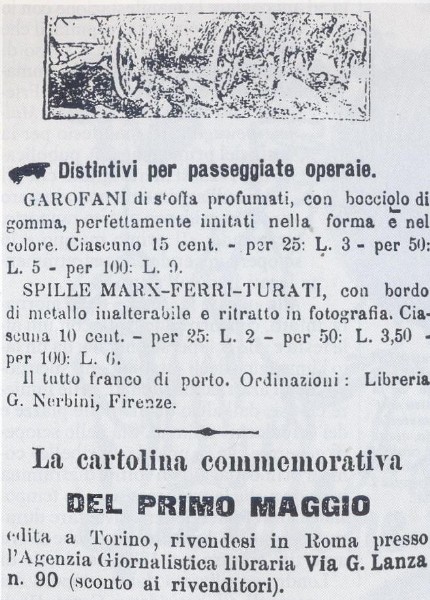 Distintivi per passeggiate operaie.
GAROFANI di stoffa profumati, con bocciolo di
gomma, perfettamente imitati nella forma e nel
colore. Ciascuno 15 cent. - per 25: L. 3 - per 50:
L. 5 - per 100: L. 9.
SPILLE MARX-FERRI-TURATI, con bordo
di metallo inalterabile e ritratto in fotografia. Cia-
scuna 10 cent. - per 25: L. 2 - per 50: L. 3,50 -
per 100: L. 6.
Il tutto franco di porto. Ordinazioni: Libreria
G. Nerbini, Firenze.
La cartolina commemorativa
DEL PRIMO MAGGIO
edita a Torino, rivendesi in Roma presso
l'Agenzia Giornalistica libraria Via G. Lanza
n. 90 (sconto ai rivenditori).